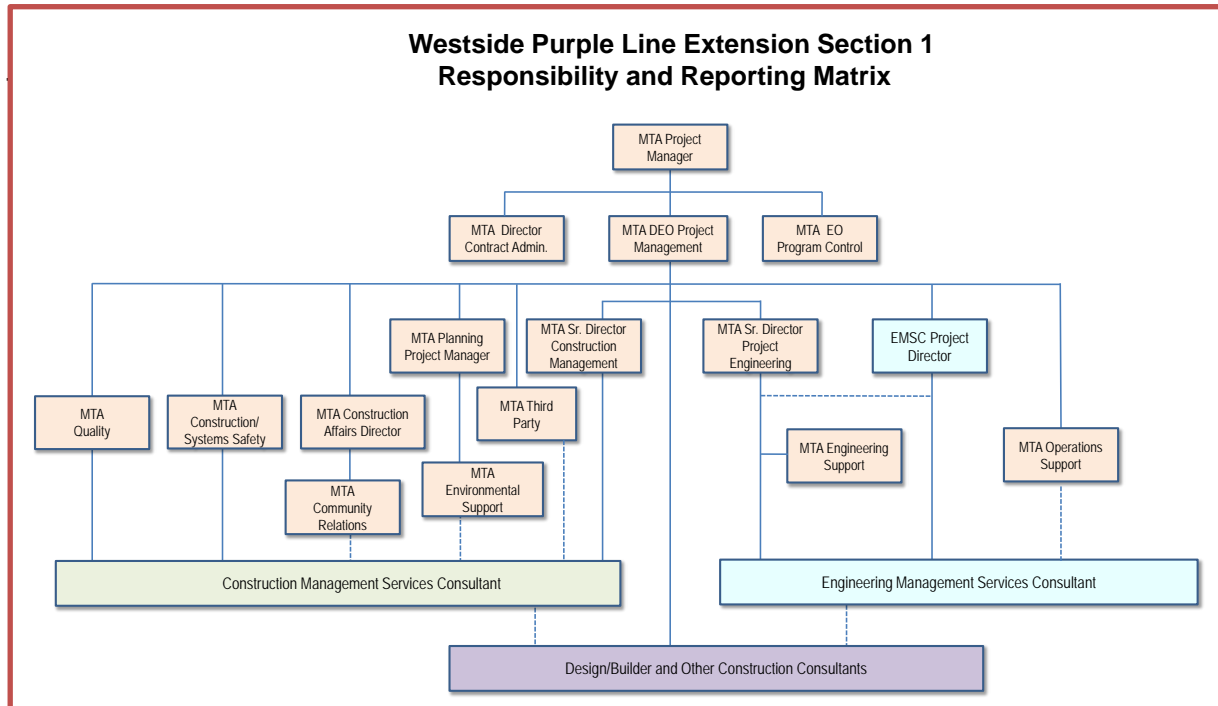 Westside Purple Line Extension Section 1
Responsibility and Reporting Matrix
MTA Project
Manager
MTA Director
Contract Admin.
MTA DEO Project
Management
MTA EO
Program Control
MTA Planning
Project Manager
MTA Sr. Director
Construction
Management
MTA Sr. Director
Project
Engineering
EMSC Project
Director
MTA
Quality
MTA
Construction/
Systems Safety
MTA Construction
Affairs Director
MTA Third
Party
MTA Engineering
Support
MTA Operations
Support
MTA
Community
Relations
MTA
Environmental
Support
Construction Management Services Consultant
Engineering Management Services Consultant
Design/Builder and Other Construction Consultants